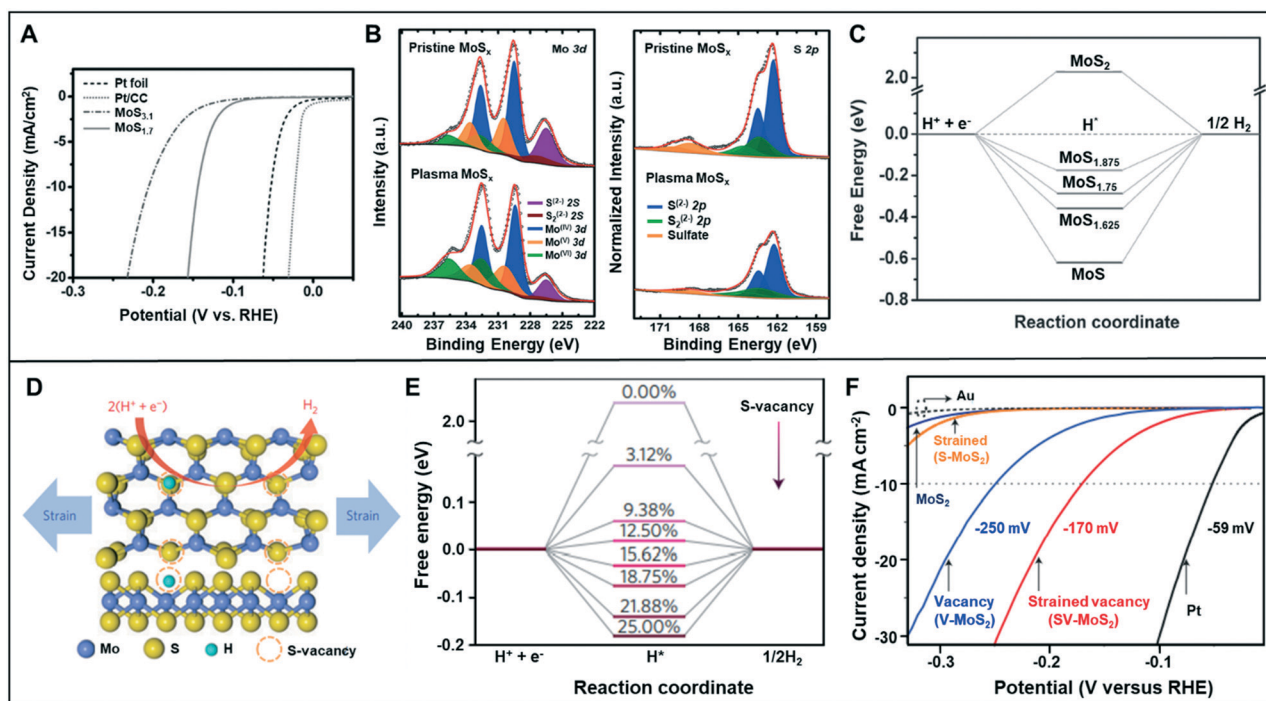 A
Pt foil
Pt/CC
MoS3.1
MoS1.7
0
-5
-10
-15
-20
-0.3
-0.2
-0.1
0.0
Current Density (mA/cm²)
Potential (V vs. RHE)
B
Pristine MoSx
Mo 3d
Plasma MoSx
S(2-) 2S
S2(2-) 2S
Mo(IV) 3d
Mo(V) 3d
Mo(VI) 3d
Intensity (a.u.)
240
237
234
231
228
225
222
Binding Energy (eV)
Pristine MoSx
S 2p
Plasma MoSx
S(2-) 2p
S2(2-) 2p
Sulfate
Normalized Intensity (a.u.)
171
168
165
162
159
Binding Energy (eV)
C
2.0
0.0
-0.2
-0.4
-0.6
-0.8
Free Energy (eV)
MoS2
H+ + e-
H*
1/2 H2
MoS1.875
MoS1.75
MoS1.625
MoS
Reaction coordinate
D
2(H+ + e−)
H2
Strain
Strain
Mo
S
H
S-vacancy
E
2.0
0.1
0.0
-0.1
-0.2
Free energy (eV)
0.00%
S-vacancy
3.12%
9.38%
12.50%
15.62%
18.75%
21.88%
25.00%
H+ + e-
H*
1/2H2
Reaction coordinate
F
0
-10
-20
-30
Current density (mA cm-2)
Au
Strained
(S-MoS2)
MoS2
-250 mV
-170 mV
-59 mV
Vacancy
(V-MoS2)
Strained vacancy
(SV-MoS2)
Pt
-0.3
-0.2
-0.1
Potential (V versus RHE)